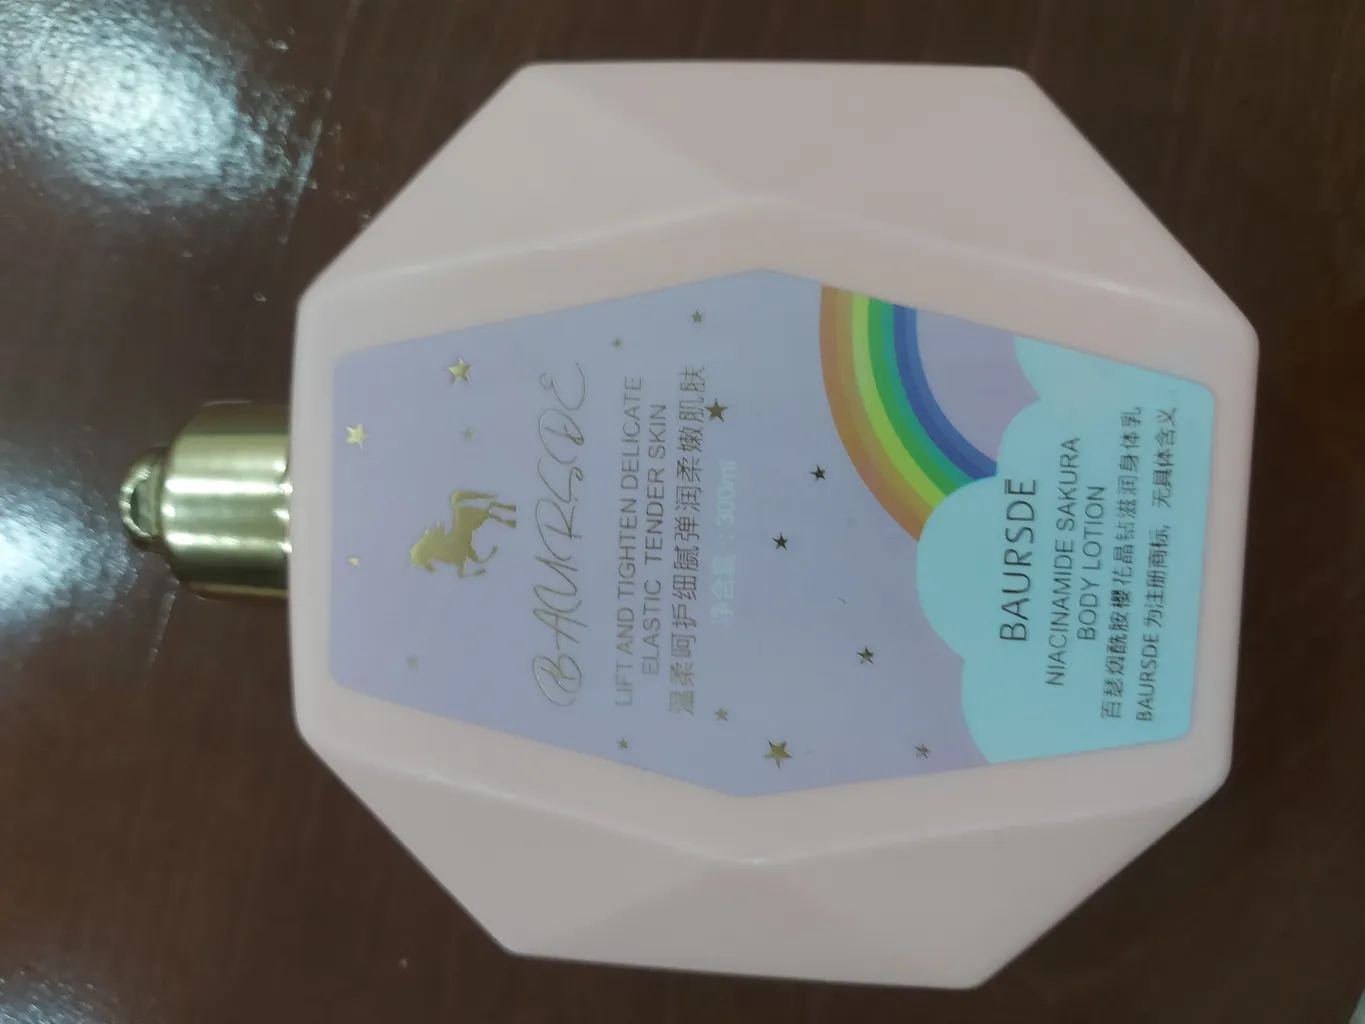 BAURSDE
LIFT AND TIGHTEN DELICATE
ELASTIC TENDER SKIN
温柔呵护细腻弹润柔嫩肌肤
净含量：300ml
BAURSDE
NIACINAMIDE SAKURA
BODY LOTION
百瑟烟酰胺樱花晶钻滋润身体乳
BAURSDE 为注册商标，无具体含义